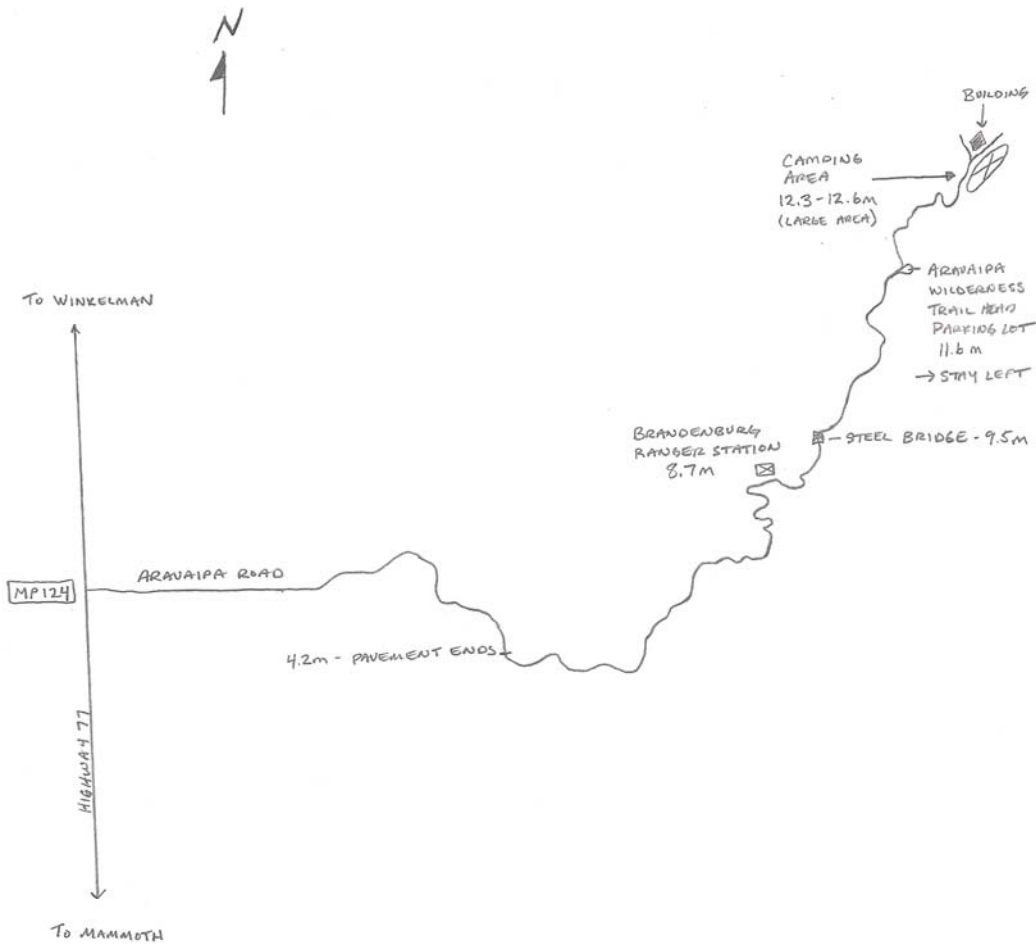 N
BUILDING
CAMPING
AREA
12.3-12.6m
(LARGE AREA)
ARAVAIPA
WILDERNESS
TRAIL HEAD
PARKING LOT
11.6 m
→ STAY LEFT
TO WINKELMAN
BRANDENBURG
RANGER STATION
8.7m
STEEL BRIDGE - 9.5m
ARAVAIPA ROAD
MP124
4.2m - PAVEMENT ENDS
HIGHWAY 77
TO MAMMOTH